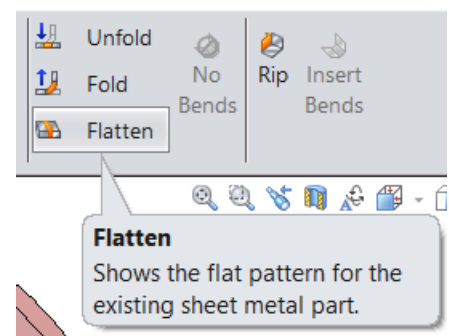 Unfold
Fold
Flatten
No
Bends
Rip
Insert
Bends
Flatten
Shows the flat pattern for the
existing sheet metal part.